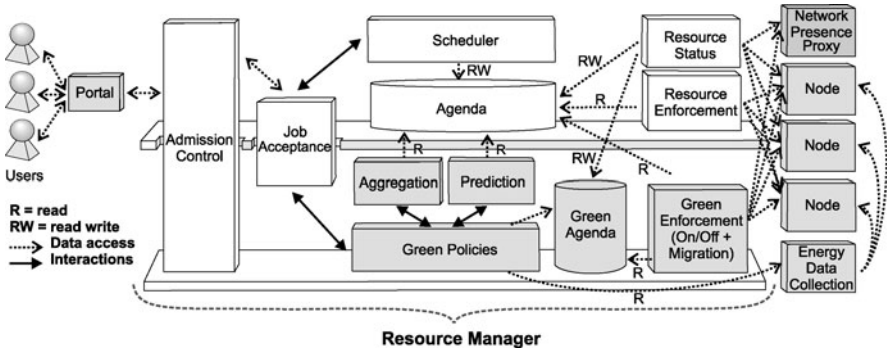 Users
Portal
Admission
Control
Job
Acceptance
Scheduler
RW
Agenda
R
R
Aggregation
Prediction
Green Policies
Resource
Status
RW
Resource
Enforcement
R
RW
R
Green
Agenda
Green
Enforcement
(On/Off +
Migration)
R
R
Network
Presence
Proxy
Node
Node
Node
Energy
Data
Collection
R = read
RW = read write
Data access
Interactions
Resource Manager